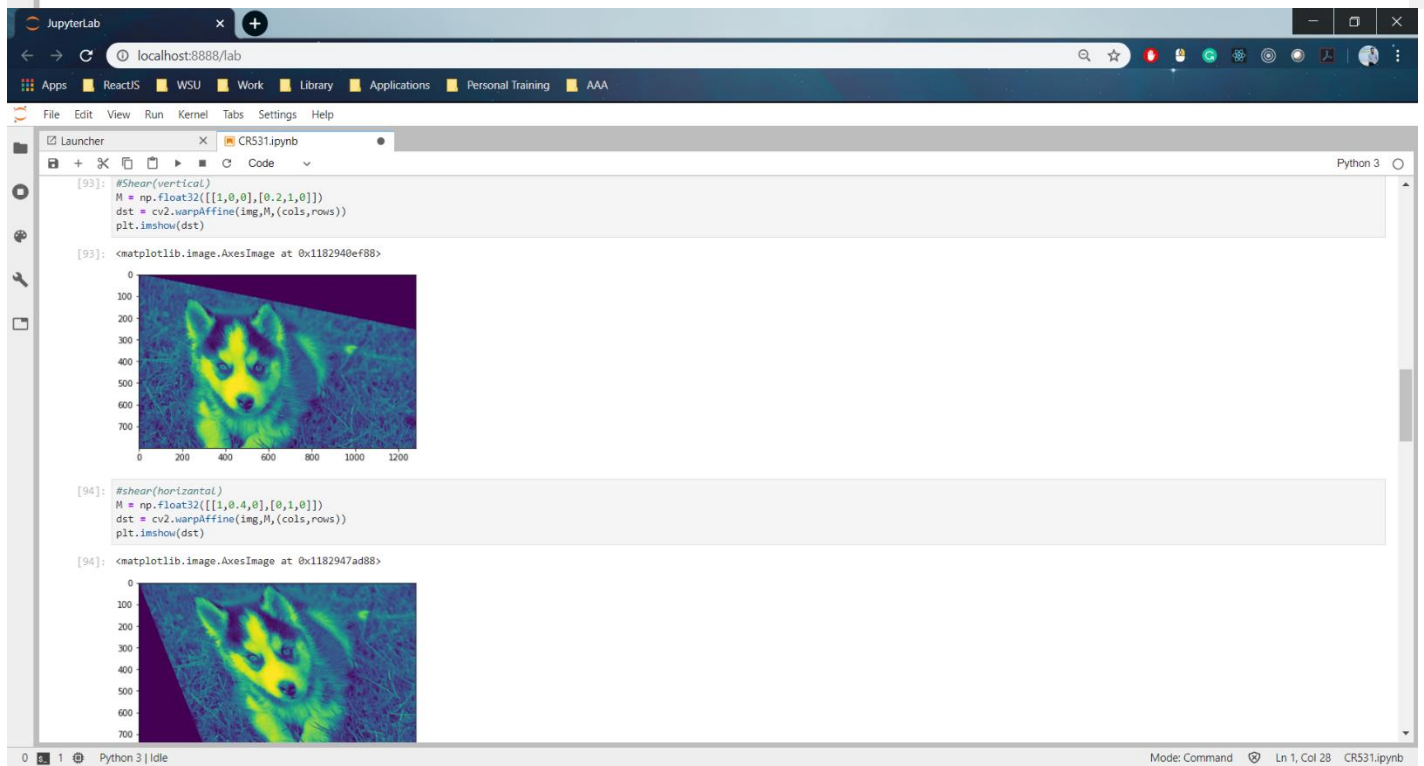 JupyterLab
localhost:8888/lab
Apps ReactJS WSU Work Library Applications Personal Training AAA
File Edit View Run Kernel Tabs Settings Help
Launcher CR531.ipynb
Code Python 3
[93]: #Shear(vertical)
M = np.float32([[1,0,0],[0.2,1,0]])
dst = cv2.warpAffine(img,M,(cols,rows))
plt.imshow(dst)
[93]: <matplotlib.image.AxesImage at 0x1182940ef88>
0
100
200
300
400
500
600
700
0 200 400 600 800 1000 1200
[94]: #shear(horizantal)
M = np.float32([[1,0.4,0],[0,1,0]])
dst = cv2.warpAffine(img,M,(cols,rows))
plt.imshow(dst)
[94]: <matplotlib.image.AxesImage at 0x1182947ad88>
0
100
200
300
400
500
600
700
0 1 Python 3 | Idle Mode: Command Ln 1, Col 28 CR531.ipynb